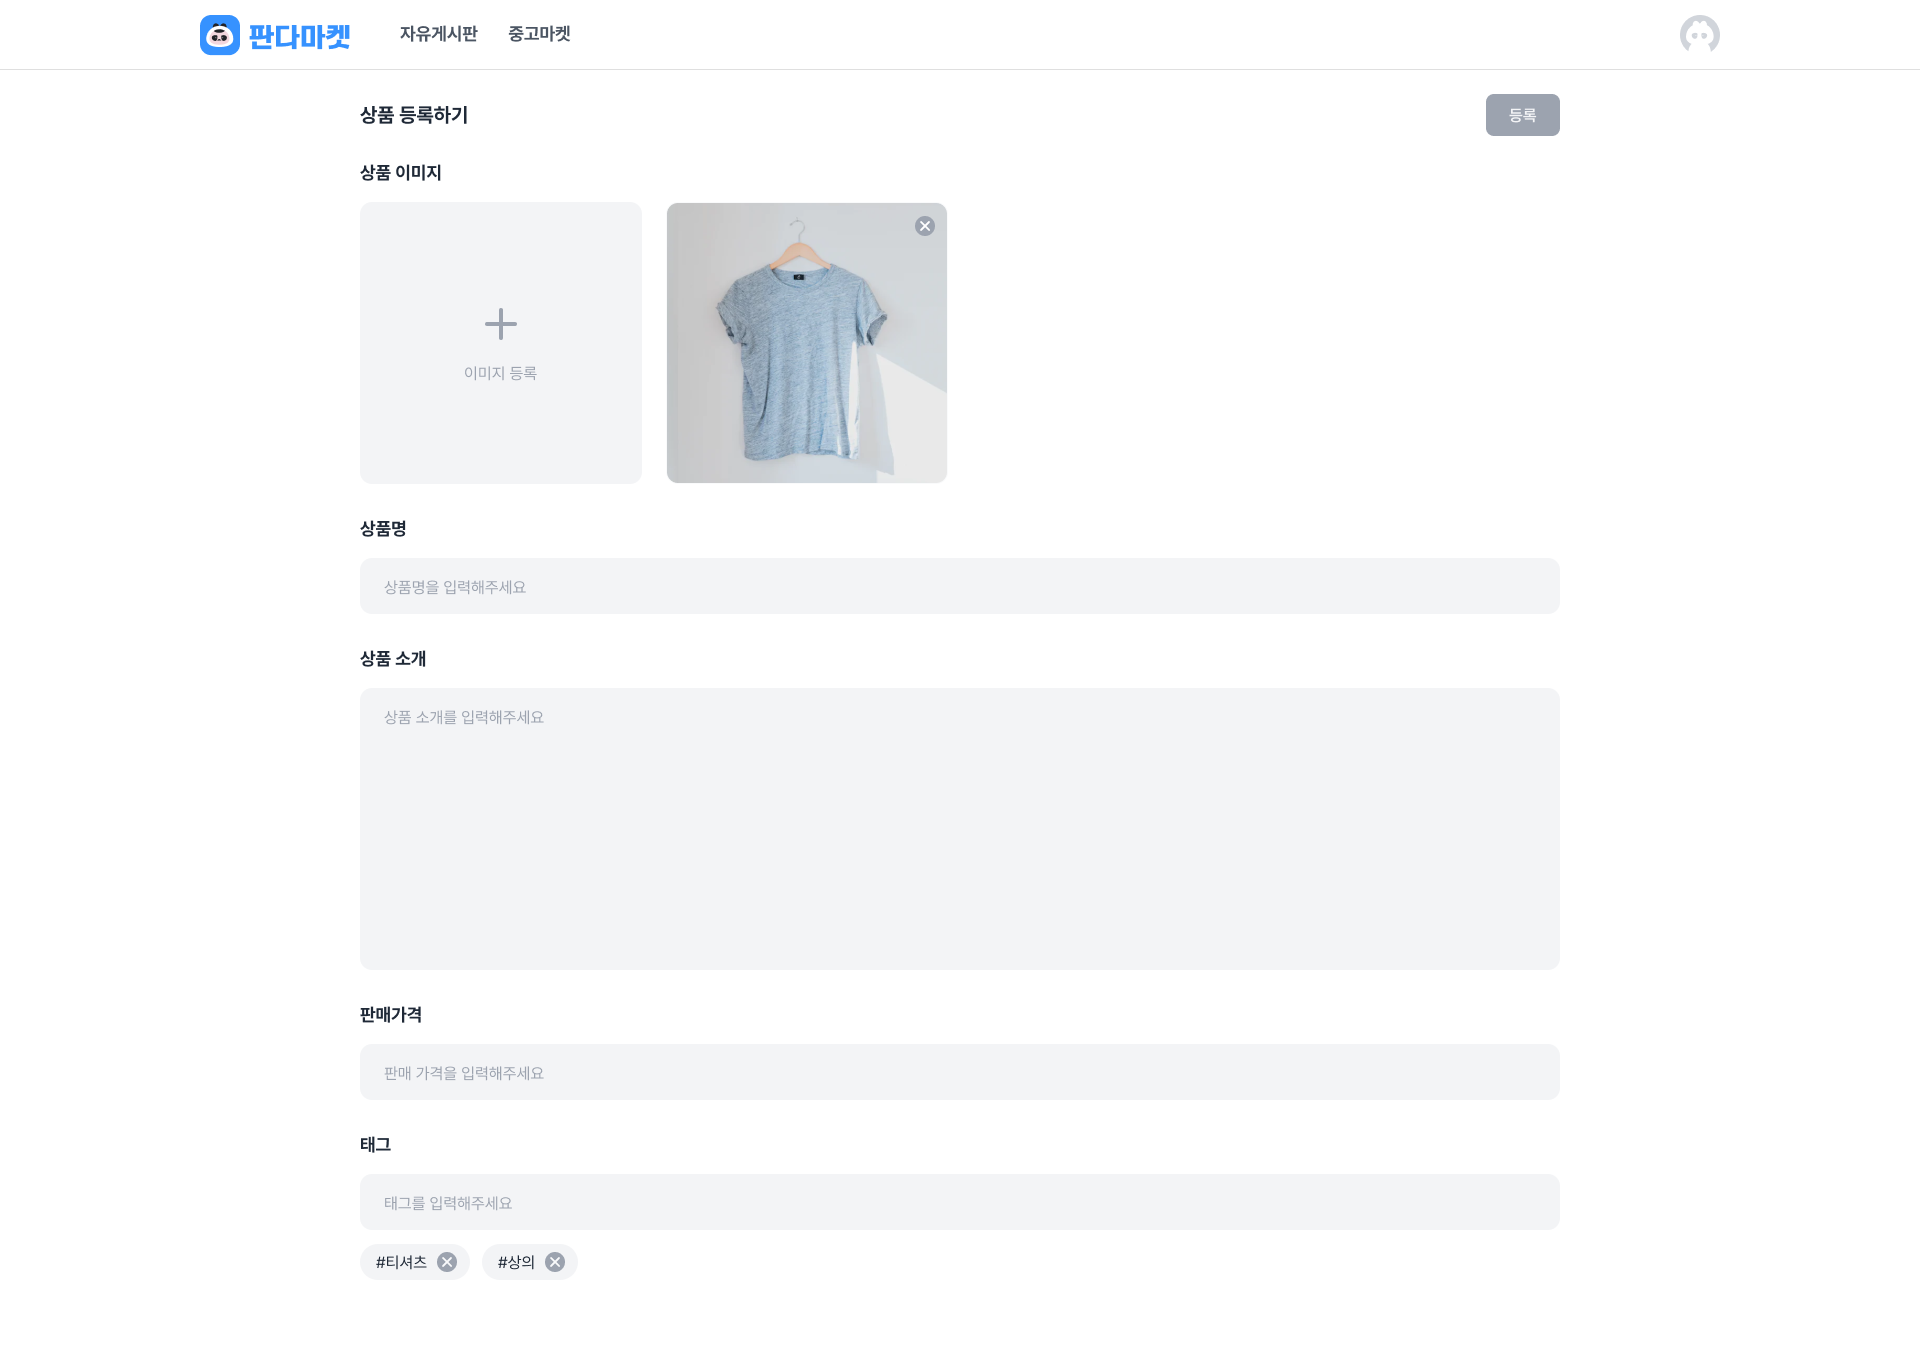 판다마켓 자유게시판 중고마켓
상품 등록하기 등록
상품 이미지
이미지 등록
상품명
상품명을 입력해주세요
상품 소개
상품 소개를 입력해주세요
판매가격
판매 가격을 입력해주세요
태그
태그를 입력해주세요
#티셔츠 #상의